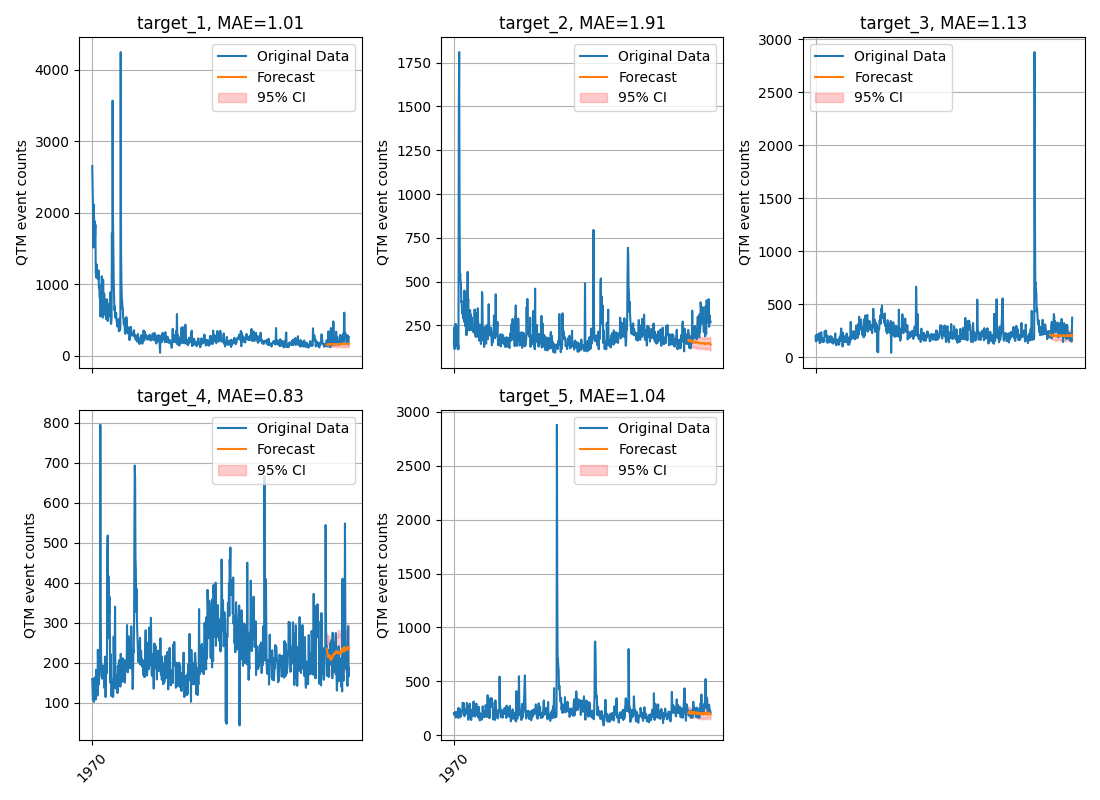 target_1, MAE=1.01
QTM event counts
4000
3000
2000
1000
0
Original Data
Forecast
95% CI
target_2, MAE=1.91
QTM event counts
1750
1500
1250
1000
750
500
250
Original Data
Forecast
95% CI
target_3, MAE=1.13
QTM event counts
3000
2500
2000
1500
1000
500
0
Original Data
Forecast
95% CI
target_4, MAE=0.83
QTM event counts
800
700
600
500
400
300
200
100
Original Data
Forecast
95% CI
1970
target_5, MAE=1.04
QTM event counts
3000
2500
2000
1500
1000
500
0
Original Data
Forecast
95% CI
1970